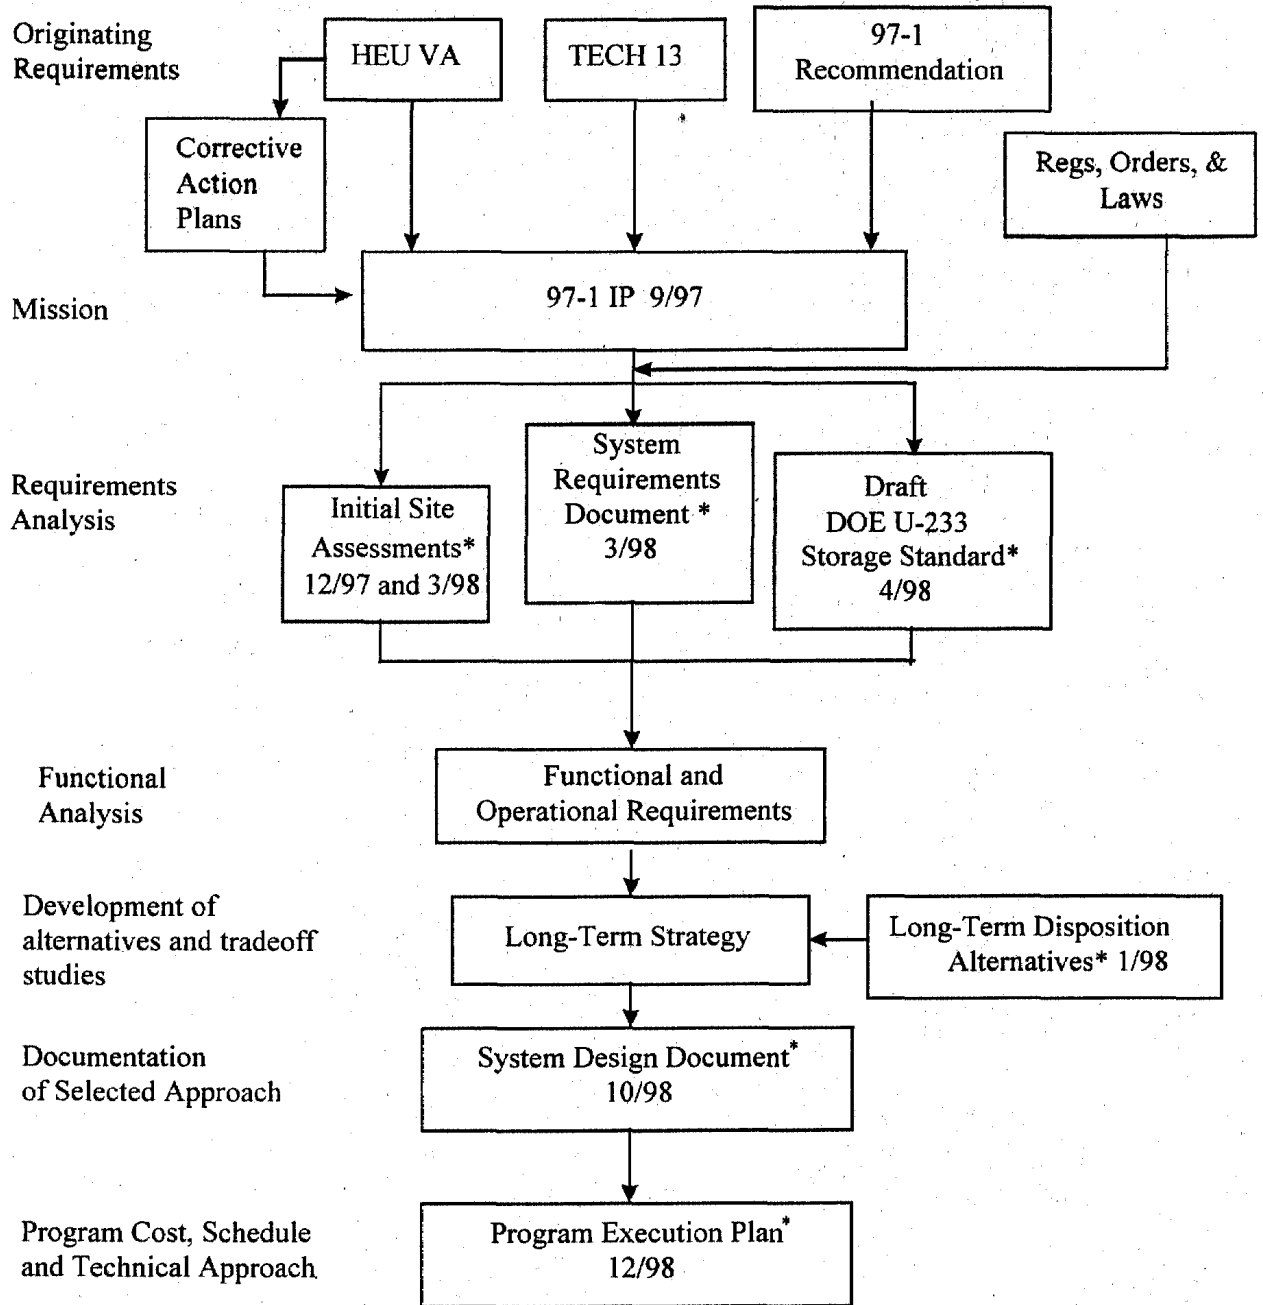 Originating
Requirements
HEU VA
TECH 13
97-1
Recommendation
Corrective
Action
Plans
Regs, Orders, &
Laws
Mission
97-1 IP 9/97
Requirements
Analysis
Initial Site
Assessments*
12/97 and 3/98
System
Requirements
Document *
3/98
Draft
DOE U-233
Storage Standard*
4/98
Functional
Analysis
Functional and
Operational Requirements
Development of
alternatives and tradeoff
studies
Long-Term Strategy
Long-Term Disposition
Alternatives* 1/98
Documentation
of Selected Approach
System Design Document*
10/98
Program Cost, Schedule
and Technical Approach
Program Execution Plan*
12/98